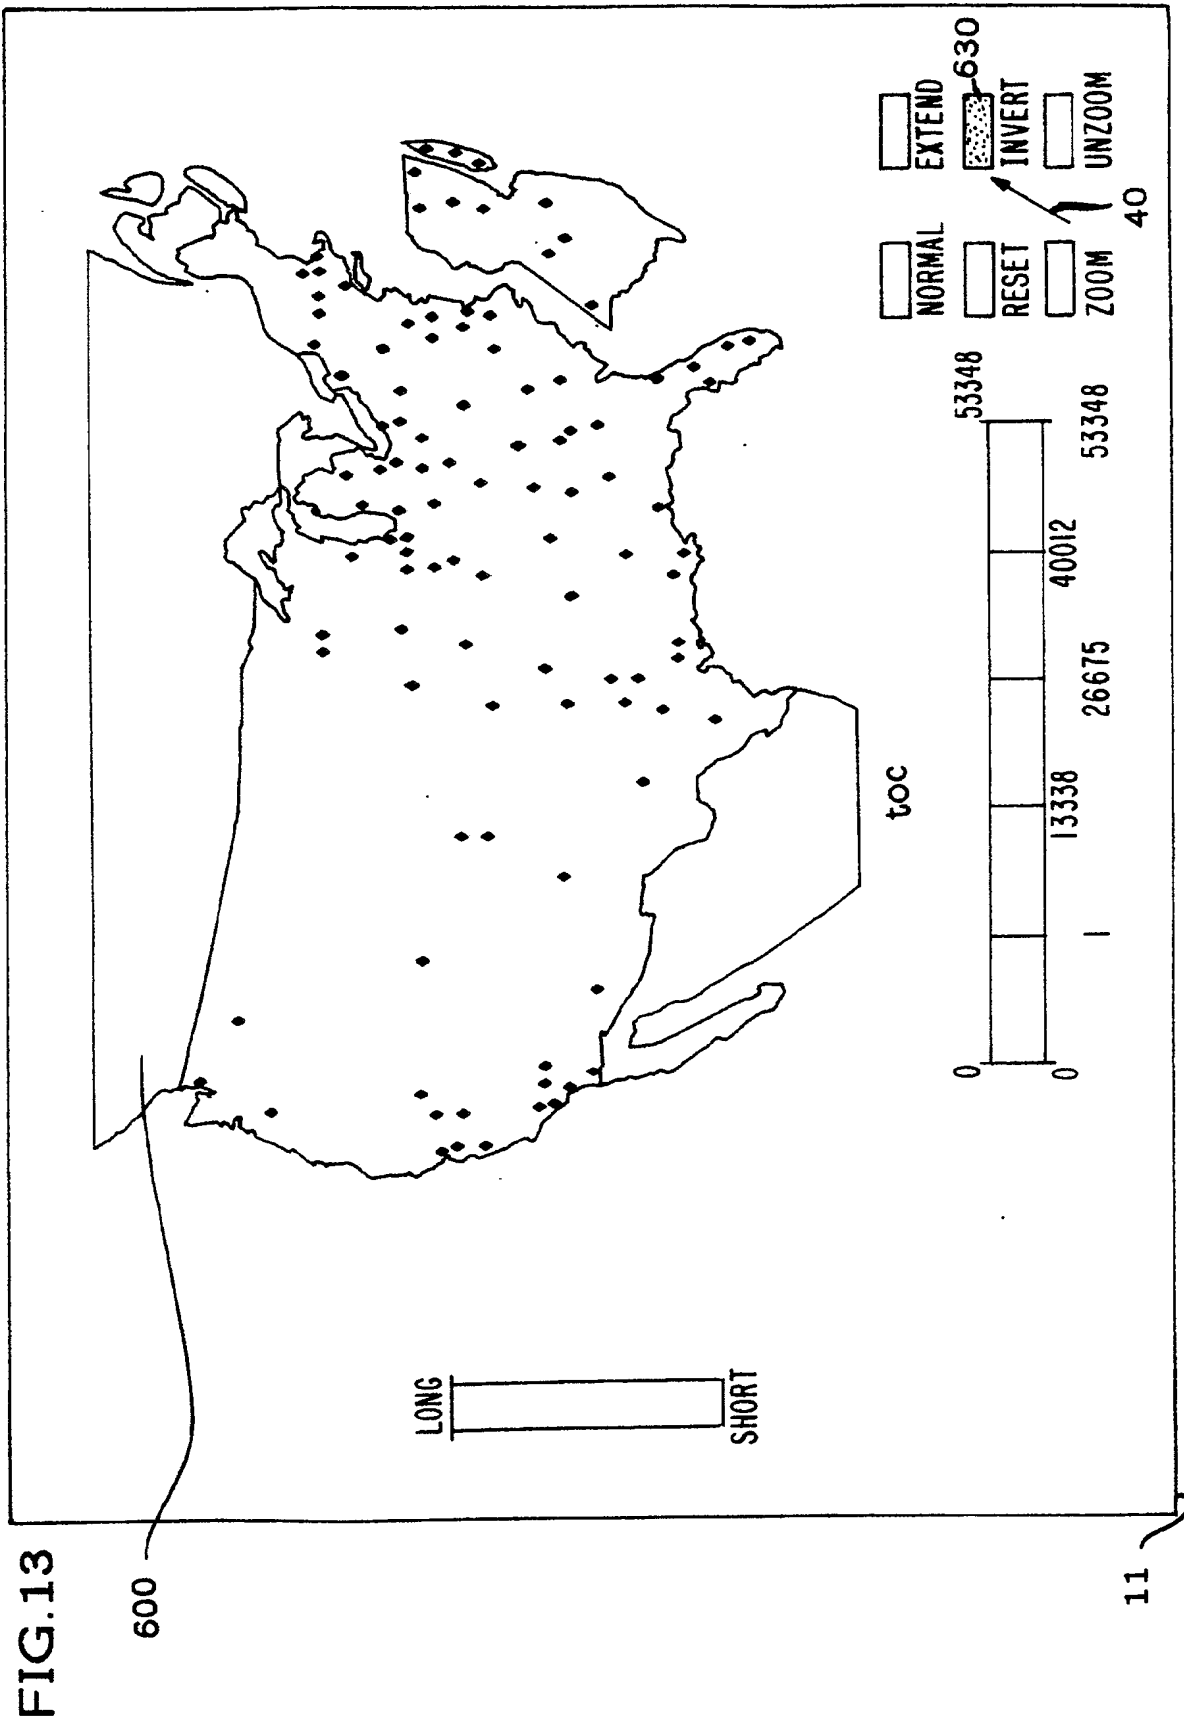 FIG.13
600
11
LONG
SHORT
toc
0
53348
0
1
13338
26675
40012
53348
NORMAL
EXTEND
RESET
INVERT
630
ZOOM
UNZOOM
40